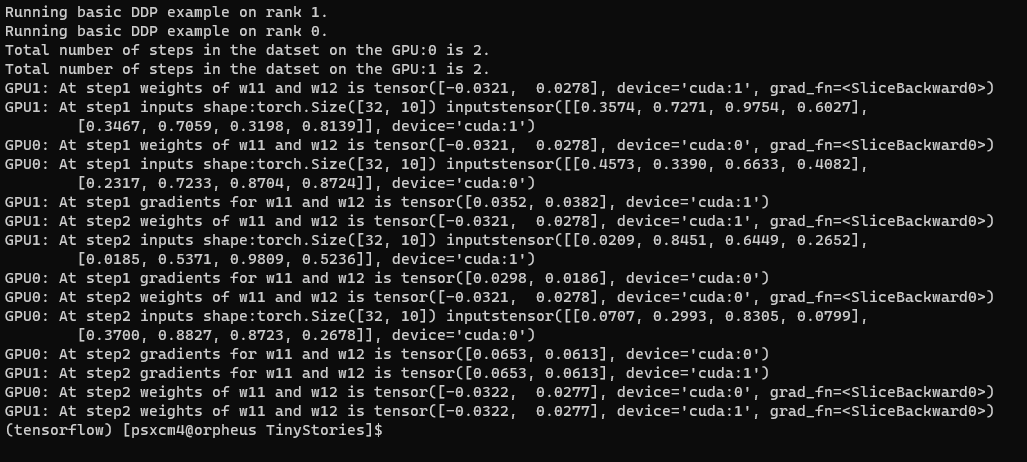 Running basic DDP example on rank 1.
Running basic DDP example on rank 0.
Total number of steps in the datset on the GPU:0 is 2.
Total number of steps in the datset on the GPU:1 is 2.
GPU1: At step1 weights of w11 and w12 is tensor([-0.0321,  0.0278], device='cuda:1', grad_fn=<SliceBackward0>)
GPU1: At step1 inputs shape:torch.Size([32, 10]) inputstensor([[0.3574, 0.7271, 0.9754, 0.6027],
        [0.3467, 0.7059, 0.3198, 0.8139]], device='cuda:1')
GPU0: At step1 weights of w11 and w12 is tensor([-0.0321,  0.0278], device='cuda:0', grad_fn=<SliceBackward0>)
GPU0: At step1 inputs shape:torch.Size([32, 10]) inputstensor([[0.4573, 0.3390, 0.6633, 0.4082],
        [0.2317, 0.7233, 0.8704, 0.8724]], device='cuda:0')
GPU1: At step1 gradients for w11 and w12 is tensor([0.0352, 0.0382], device='cuda:1')
GPU1: At step2 weights of w11 and w12 is tensor([-0.0321,  0.0278], device='cuda:1', grad_fn=<SliceBackward0>)
GPU1: At step2 inputs shape:torch.Size([32, 10]) inputstensor([[0.0209, 0.8451, 0.6449, 0.2652],
        [0.0185, 0.5371, 0.9809, 0.5236]], device='cuda:1')
GPU0: At step1 gradients for w11 and w12 is tensor([0.0298, 0.0186], device='cuda:0')
GPU0: At step2 weights of w11 and w12 is tensor([-0.0321,  0.0278], device='cuda:0', grad_fn=<SliceBackward0>)
GPU0: At step2 inputs shape:torch.Size([32, 10]) inputstensor([[0.0707, 0.2993, 0.8305, 0.0799],
        [0.3700, 0.8827, 0.8723, 0.2678]], device='cuda:0')
GPU0: At step2 gradients for w11 and w12 is tensor([0.0653, 0.0613], device='cuda:0')
GPU1: At step2 gradients for w11 and w12 is tensor([0.0653, 0.0613], device='cuda:1')
GPU0: At step2 weights of w11 and w12 is tensor([-0.0322,  0.0277], device='cuda:0', grad_fn=<SliceBackward0>)
GPU1: At step2 weights of w11 and w12 is tensor([-0.0322,  0.0277], device='cuda:1', grad_fn=<SliceBackward0>)
(tensorflow) [psxcm4@orpheus TinyStories]$